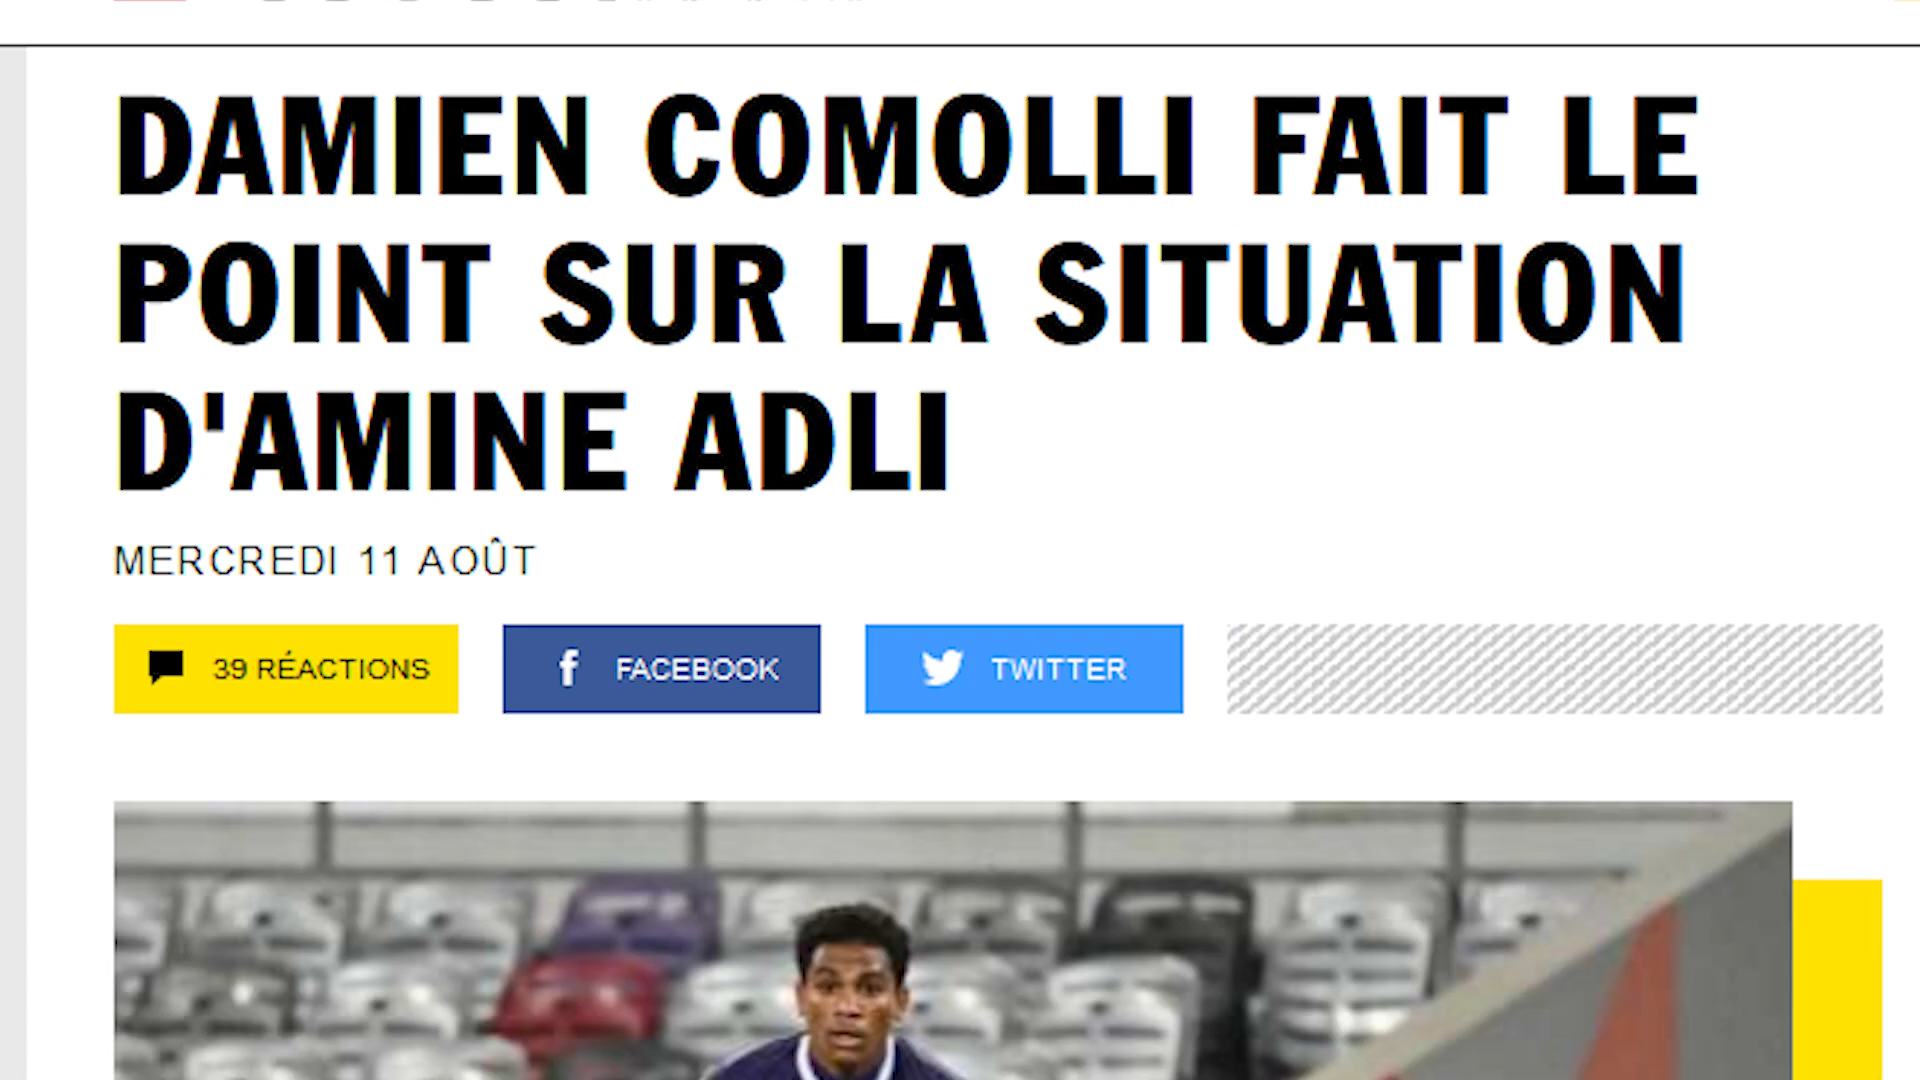 DAMIEN COMOLLI FAIT LE
POINT SUR LA SITUATION
D'AMINE ADLI
MERCREDI 11 AOÛT
39 RÉACTIONS
FACEBOOK
TWITTER